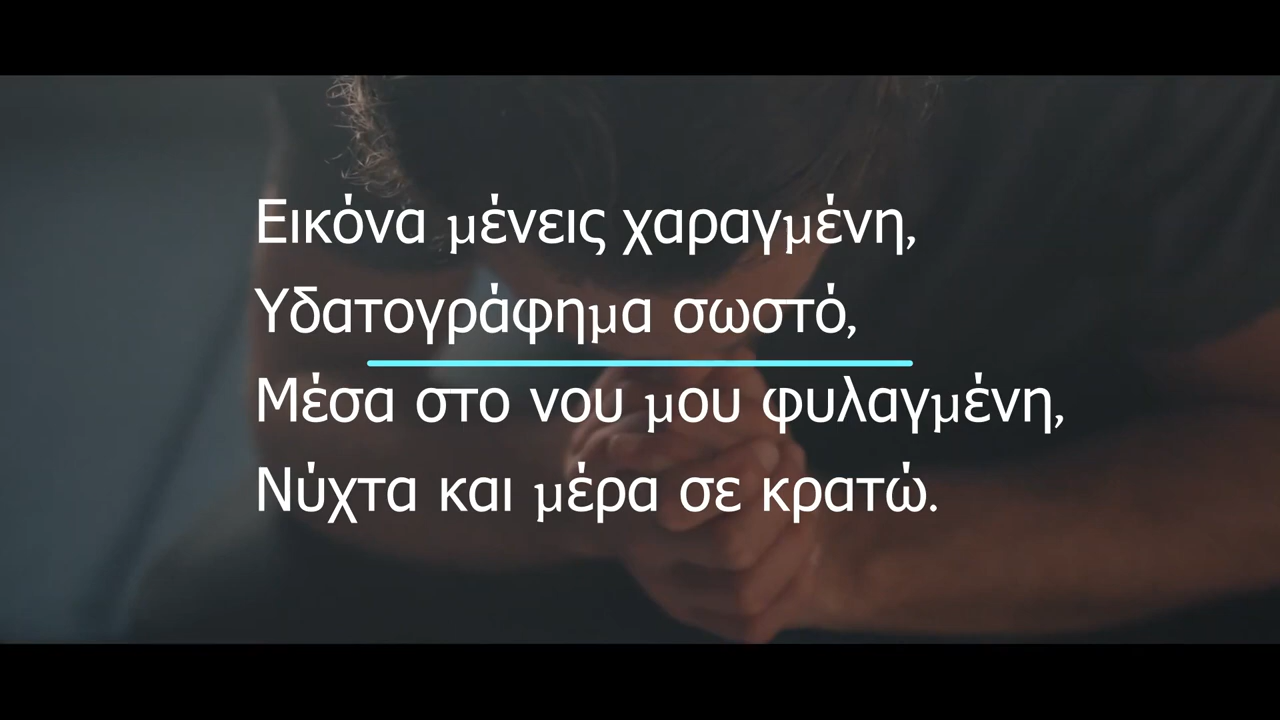 Εικόνα μένεις χαραγμένη,
Υδατογράφημα σωστό,
Μέσα στο νου μου φυλαγμένη,
Νύχτα και μέρα σε κρατώ.